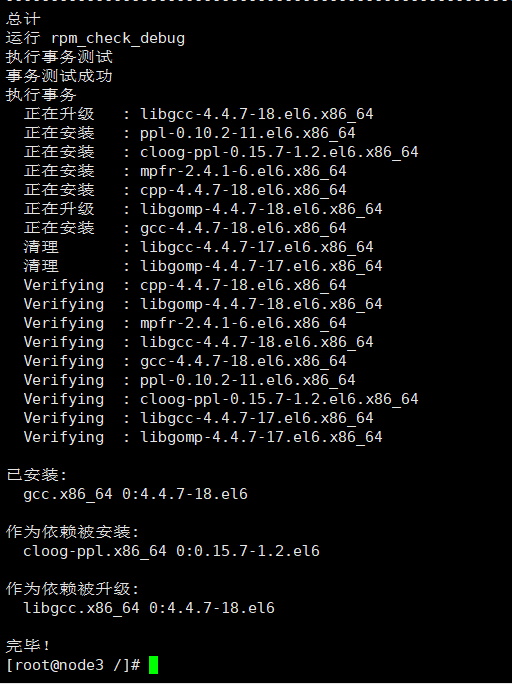 总计
运行 rpm_check_debug
执行事务测试
事务测试成功
执行事务
  正在升级   : libgcc-4.4.7-18.el6.x86_64
  正在安装   : ppl-0.10.2-11.el6.x86_64
  正在安装   : cloog-ppl-0.15.7-1.2.el6.x86_64
  正在安装   : mpfr-2.4.1-6.el6.x86_64
  正在安装   : cpp-4.4.7-18.el6.x86_64
  正在升级   : libgomp-4.4.7-18.el6.x86_64
  正在安装   : gcc-4.4.7-18.el6.x86_64
  清理       : libgcc-4.4.7-17.el6.x86_64
  清理       : libgomp-4.4.7-17.el6.x86_64
  Verifying  : cpp-4.4.7-18.el6.x86_64
  Verifying  : libgomp-4.4.7-18.el6.x86_64
  Verifying  : mpfr-2.4.1-6.el6.x86_64
  Verifying  : libgcc-4.4.7-18.el6.x86_64
  Verifying  : gcc-4.4.7-18.el6.x86_64
  Verifying  : ppl-0.10.2-11.el6.x86_64
  Verifying  : cloog-ppl-0.15.7-1.2.el6.x86_64
  Verifying  : libgcc-4.4.7-17.el6.x86_64
  Verifying  : libgomp-4.4.7-17.el6.x86_64
已安装:
  gcc.x86_64 0:4.4.7-18.el6
作为依赖被安装:
  cloog-ppl.x86_64 0:0.15.7-1.2.el6
作为依赖被升级:
  libgcc.x86_64 0:4.4.7-18.el6
完毕！
[root@node3 /]#